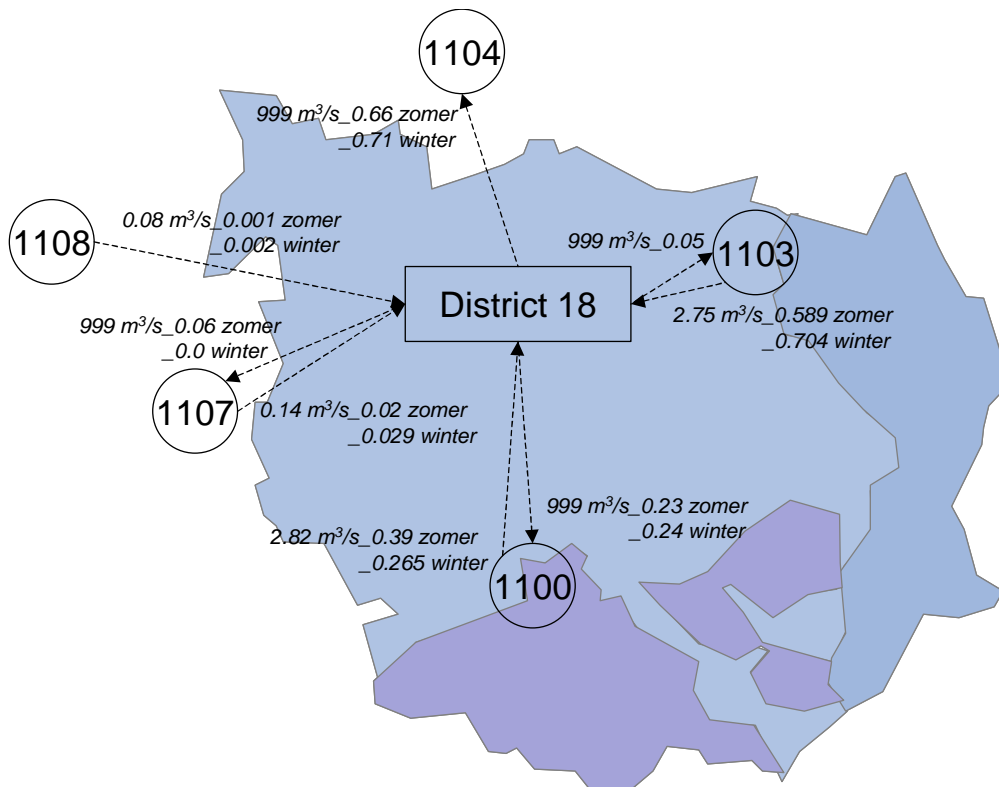 1104
999 m³/s_0.66 zomer
_0.71 winter
1108
0.08 m³/s_0.001 zomer
_0.002 winter
999 m³/s_0.05
1103
District 18
2.75 m³/s_0.589 zomer
_0.704 winter
999 m³/s_0.06 zomer
_0.0 winter
1107
0.14 m³/s_0.02 zomer
_0.029 winter
999 m³/s_0.23 zomer
_0.24 winter
2.82 m³/s_0.39 zomer
_0.265 winter
1100